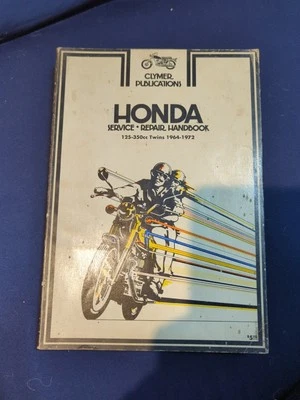 CLYMER
PUBLICATIONS
HONDA
SERVICE • REPAIR HANDBOOK
125-350cc Twins 1964-1972